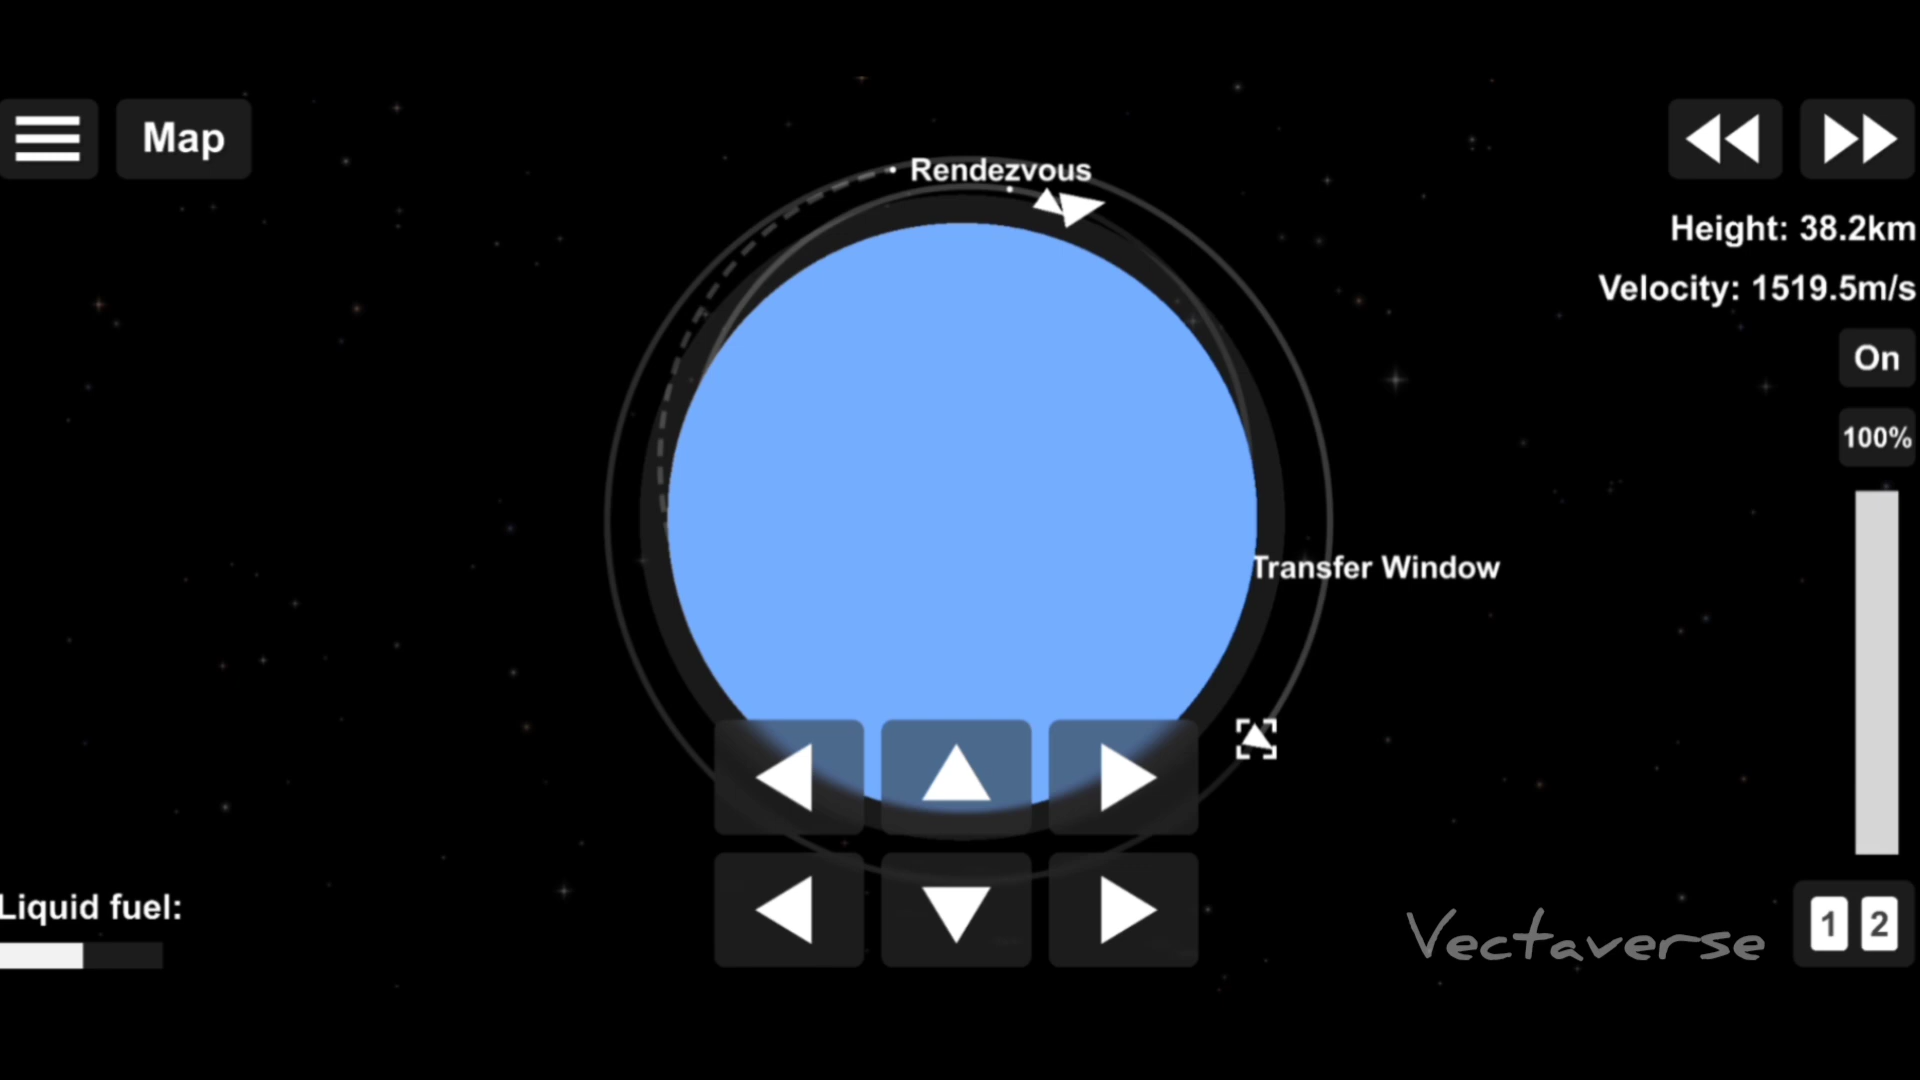 Map
Rendezvous
Height: 38.2km
Velocity: 1519.5m/s
On
100%
Transfer Window
Liquid fuel:
Vectaverse
1 2